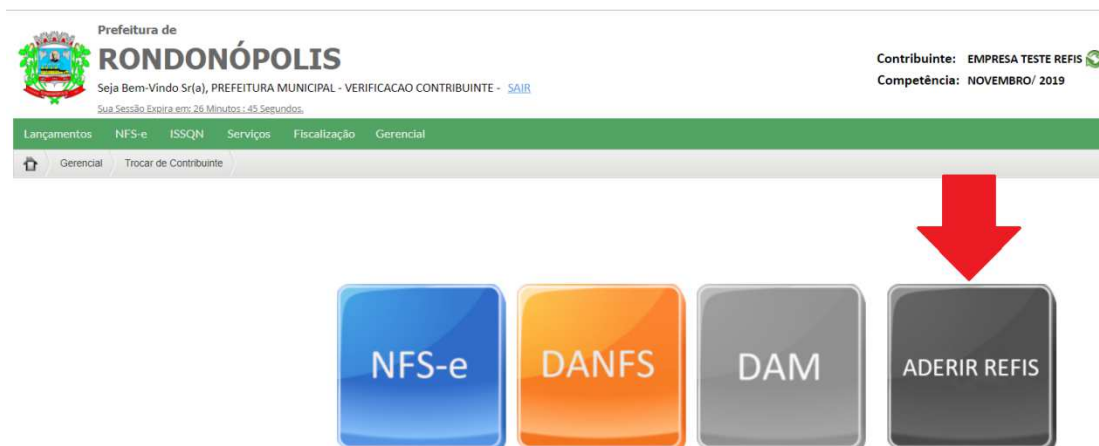 Prefeitura de
RONDONÓPOLIS
Seja Bem-Vindo Sr(a), PREFEITURA MUNICIPAL - VERIFICACAO CONTRIBUINTE - SAIR
Sua Sessão Expira em: 26 Minutos : 45 Segundos.
Contribuinte: EMPRESA TESTE REFIS
Competência: NOVEMBRO/ 2019
Lançamentos NFS-e ISSQN Serviços Fiscalização Gerencial
Gerencial Trocar de Contribuinte
NFS-e DANFS DAM ADERIR REFIS